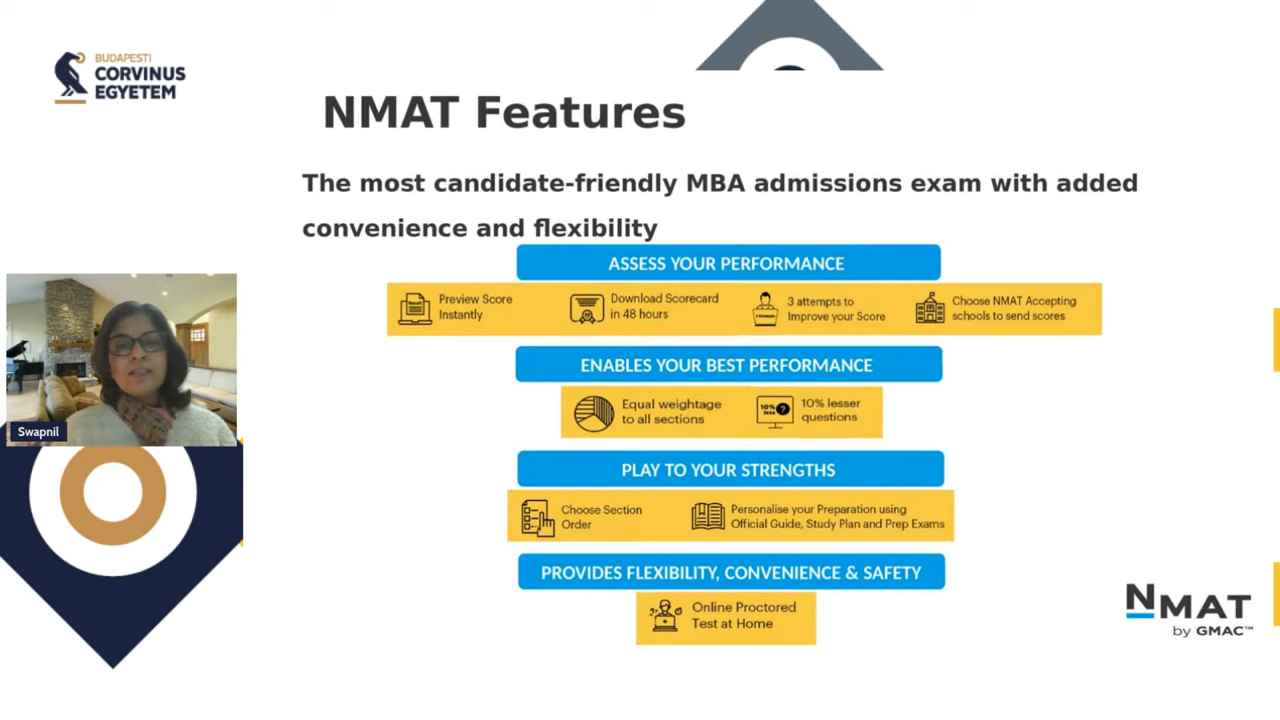 BUDAPESTI
CORVINUS
EGYETEM
NMAT Features
The most candidate-friendly MBA admissions exam with added
convenience and flexibility
ASSESS YOUR PERFORMANCE
Preview Score
Instantly
Download Scorecard
in 48 hours
3 attempts to
Improve your Score
Choose NMAT Accepting
schools to send scores
ENABLES YOUR BEST PERFORMANCE
Equal weightage
to all sections
10%
less
?
10% lesser
questions
PLAY TO YOUR STRENGTHS
Choose Section
Order
Personalise your Preparation using
Official Guide, Study Plan and Prep Exams
PROVIDES FLEXIBILITY, CONVENIENCE & SAFETY
Online Proctored
Test at Home
Swapnil
NMAT
by GMAC™